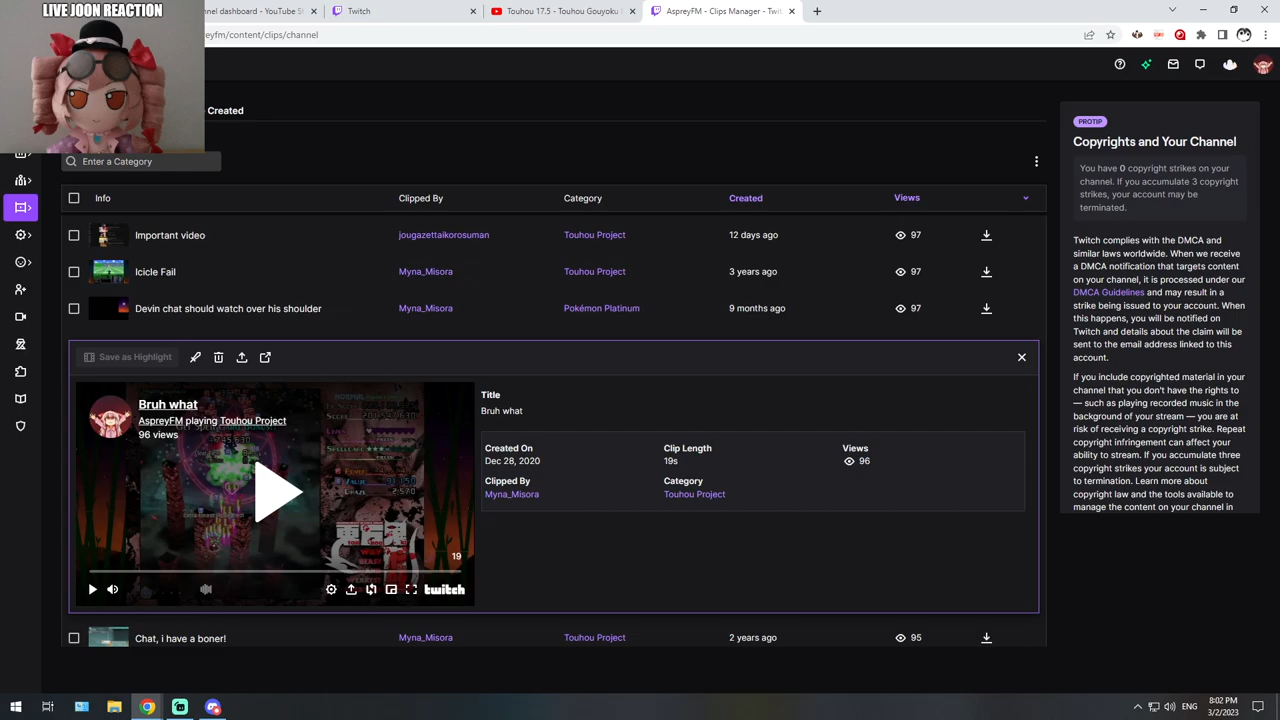 LIVE JOON REACTION
nnel dashboard - YouTube St
Twitch
Touhou 17.5 - Touhou Gouyoku I
AspreyFM - Clips Manager - Twit
eyfm/content/clips/channel
Created
Enter a Category
Info Clipped By Category Created Views
Important video jougazettaikorosuman Touhou Project 12 days ago 97
Icicle Fail Myna_Misora Touhou Project 3 years ago 97
Devin chat should watch over his shoulder Myna_Misora Pokémon Platinum 9 months ago 97
Save as Highlight
Bruh what
AspreyFM playing Touhou Project
96 views
19
twitch
Title
Bruh what
Created On Clip Length Views
Dec 28, 2020 19s 96
Clipped By Category
Myna_Misora Touhou Project
Chat, i have a boner! Myna_Misora Touhou Project 2 years ago 95
PROTIP
Copyrights and Your Channel
You have 0 copyright strikes on
your channel. If you accumulate 3 copyright
strikes, your account may be
terminated.
Twitch complies with the DMCA and
similar laws worldwide. When we receive
a DMCA notification that targets content
on your channel, it is processed under our
DMCA Guidelines and may result in a
strike being issued to your account. When
this happens, you will be notified on
Twitch and details about the claim will be
sent to the email address linked to this
account.
If you include copyrighted material in your
channel that you don't have the rights to
— such as playing recorded music in the
background of your stream — you are at
risk of receiving a copyright strike. Repeat
copyright infringement can affect your
ability to stream. If you accumulate three
copyright strikes your account is subject
to termination. Learn more about
copyright law and the tools available to
manage the content on your channel in
ENG
8:02 PM
3/2/2023